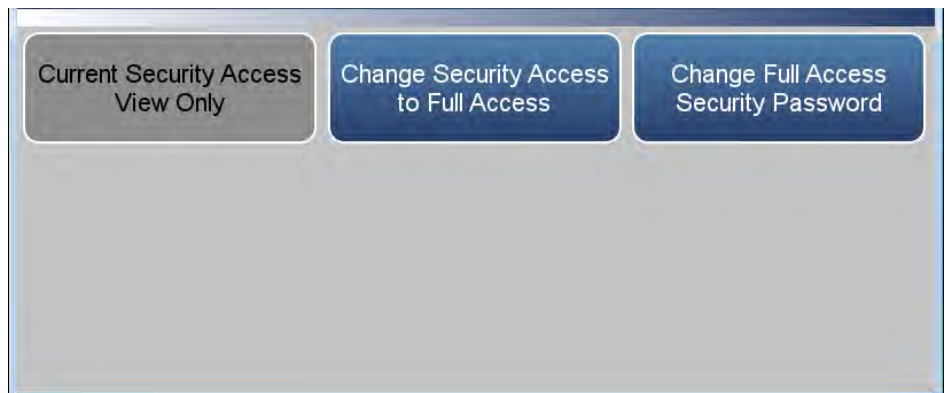 Current Security Access
View Only
Change Security Access
to Full Access
Change Full Access
Security Password